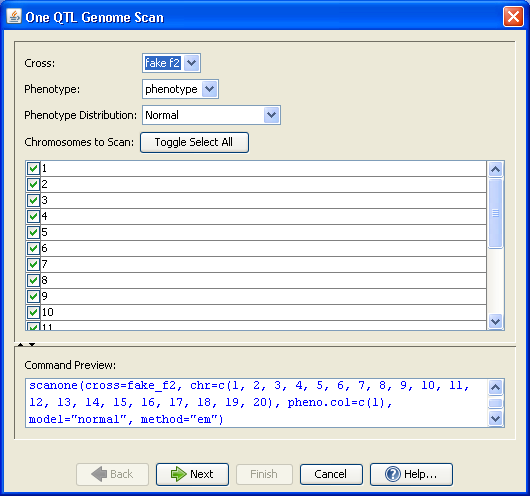 One QTL Genome Scan
Cross: fake f2
Phenotype: phenotype
Phenotype Distribution: Normal
Chromosomes to Scan: Toggle Select All
1
2
3
4
5
6
7
8
9
10
11
Command Preview:
scanone(cross=fake_f2, chr=c(1, 2, 3, 4, 5, 6, 7, 8, 9, 10, 11,
12, 13, 14, 15, 16, 17, 18, 19, 20), pheno.col=c(1),
model="normal", method="em")
Back Next Finish Cancel Help...